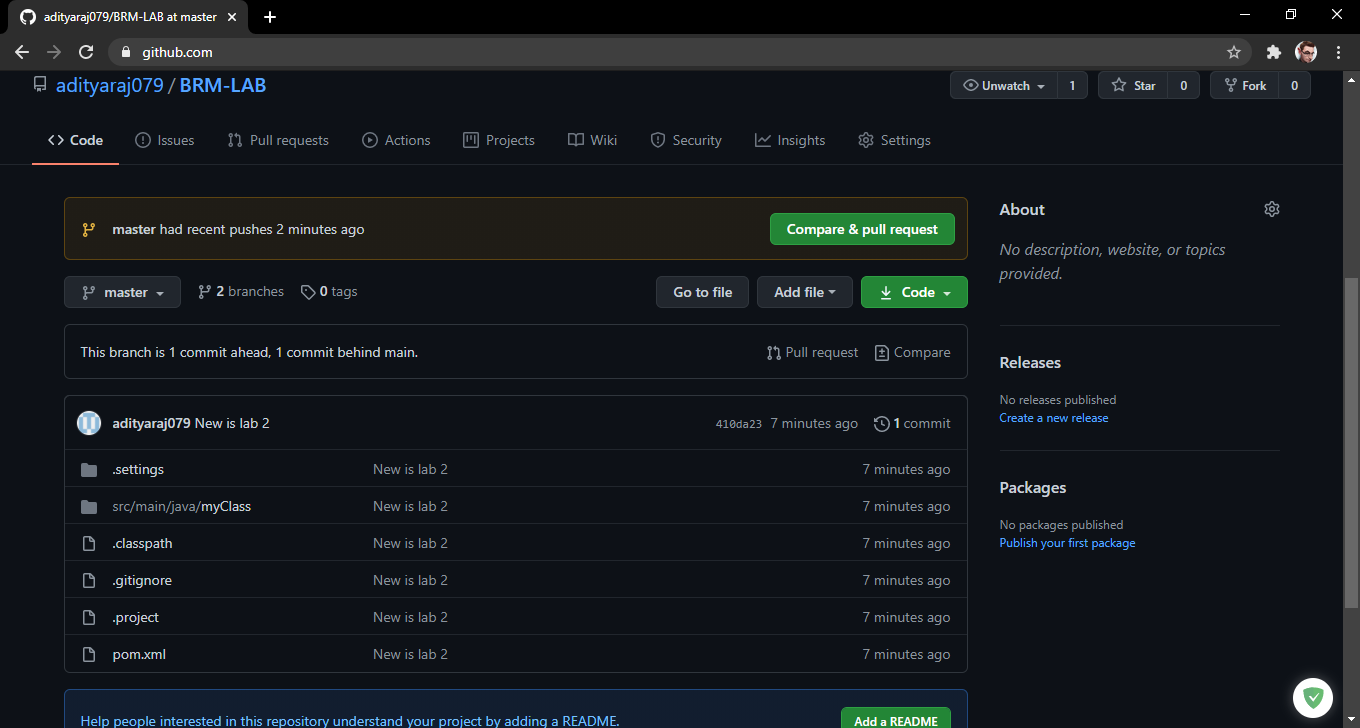 adityaraj079/BRM-LAB at master
github.com
adityaraj079 / BRM-LAB
Unwatch 1
Star 0
Fork 0
Code
Issues
Pull requests
Actions
Projects
Wiki
Security
Insights
Settings
master had recent pushes 2 minutes ago
Compare & pull request
master
2 branches
0 tags
Go to file
Add file
Code
This branch is 1 commit ahead, 1 commit behind main.
Pull request
Compare
adityaraj079 New is lab 2 410da23 7 minutes ago 1 commit
.settings New is lab 2 7 minutes ago
src/main/java/myClass New is lab 2 7 minutes ago
.classpath New is lab 2 7 minutes ago
.gitignore New is lab 2 7 minutes ago
.project New is lab 2 7 minutes ago
pom.xml New is lab 2 7 minutes ago
Help people interested in this repository understand your project by adding a README.
Add a README
About
No description, website, or topics
provided.
Releases
No releases published
Create a new release
Packages
No packages published
Publish your first package